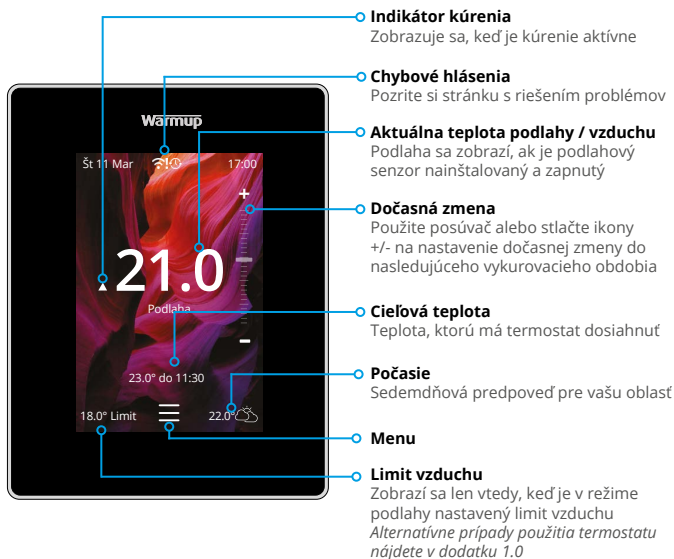 Indikátor kúrenia
Zobrazuje sa, keď je kúrenie aktívne
Chybové hlásenia
Pozrite si stránku s riešením problémov
Aktuálna teplota podlahy / vzduchu
Podlaha sa zobrazí, ak je podlahový
senzor nainštalovaný a zapnutý
Dočasná zmena
Použite posúvač alebo stlačte ikony
+/- na nastavenie dočasnej zmeny do
nasledujúceho vykurovacieho obdobia
Cieľová teplota
Teplota, ktorú má termostat dosiahnuť
Počasie
Sedemdňová predpoveď pre vašu oblasť
Menu
Limit vzduchu
Zobrazí sa len vtedy, keď je v režime
podlahy nastavený limit vzduchu
Alternatívne prípady použitia termostatu
nájdete v dodatku 1.0
Warmup
Št 11 Mar ! 17:00
+
21.0
Podlaha
–
23.0° do 11:30
18.0° Limit 22.0°